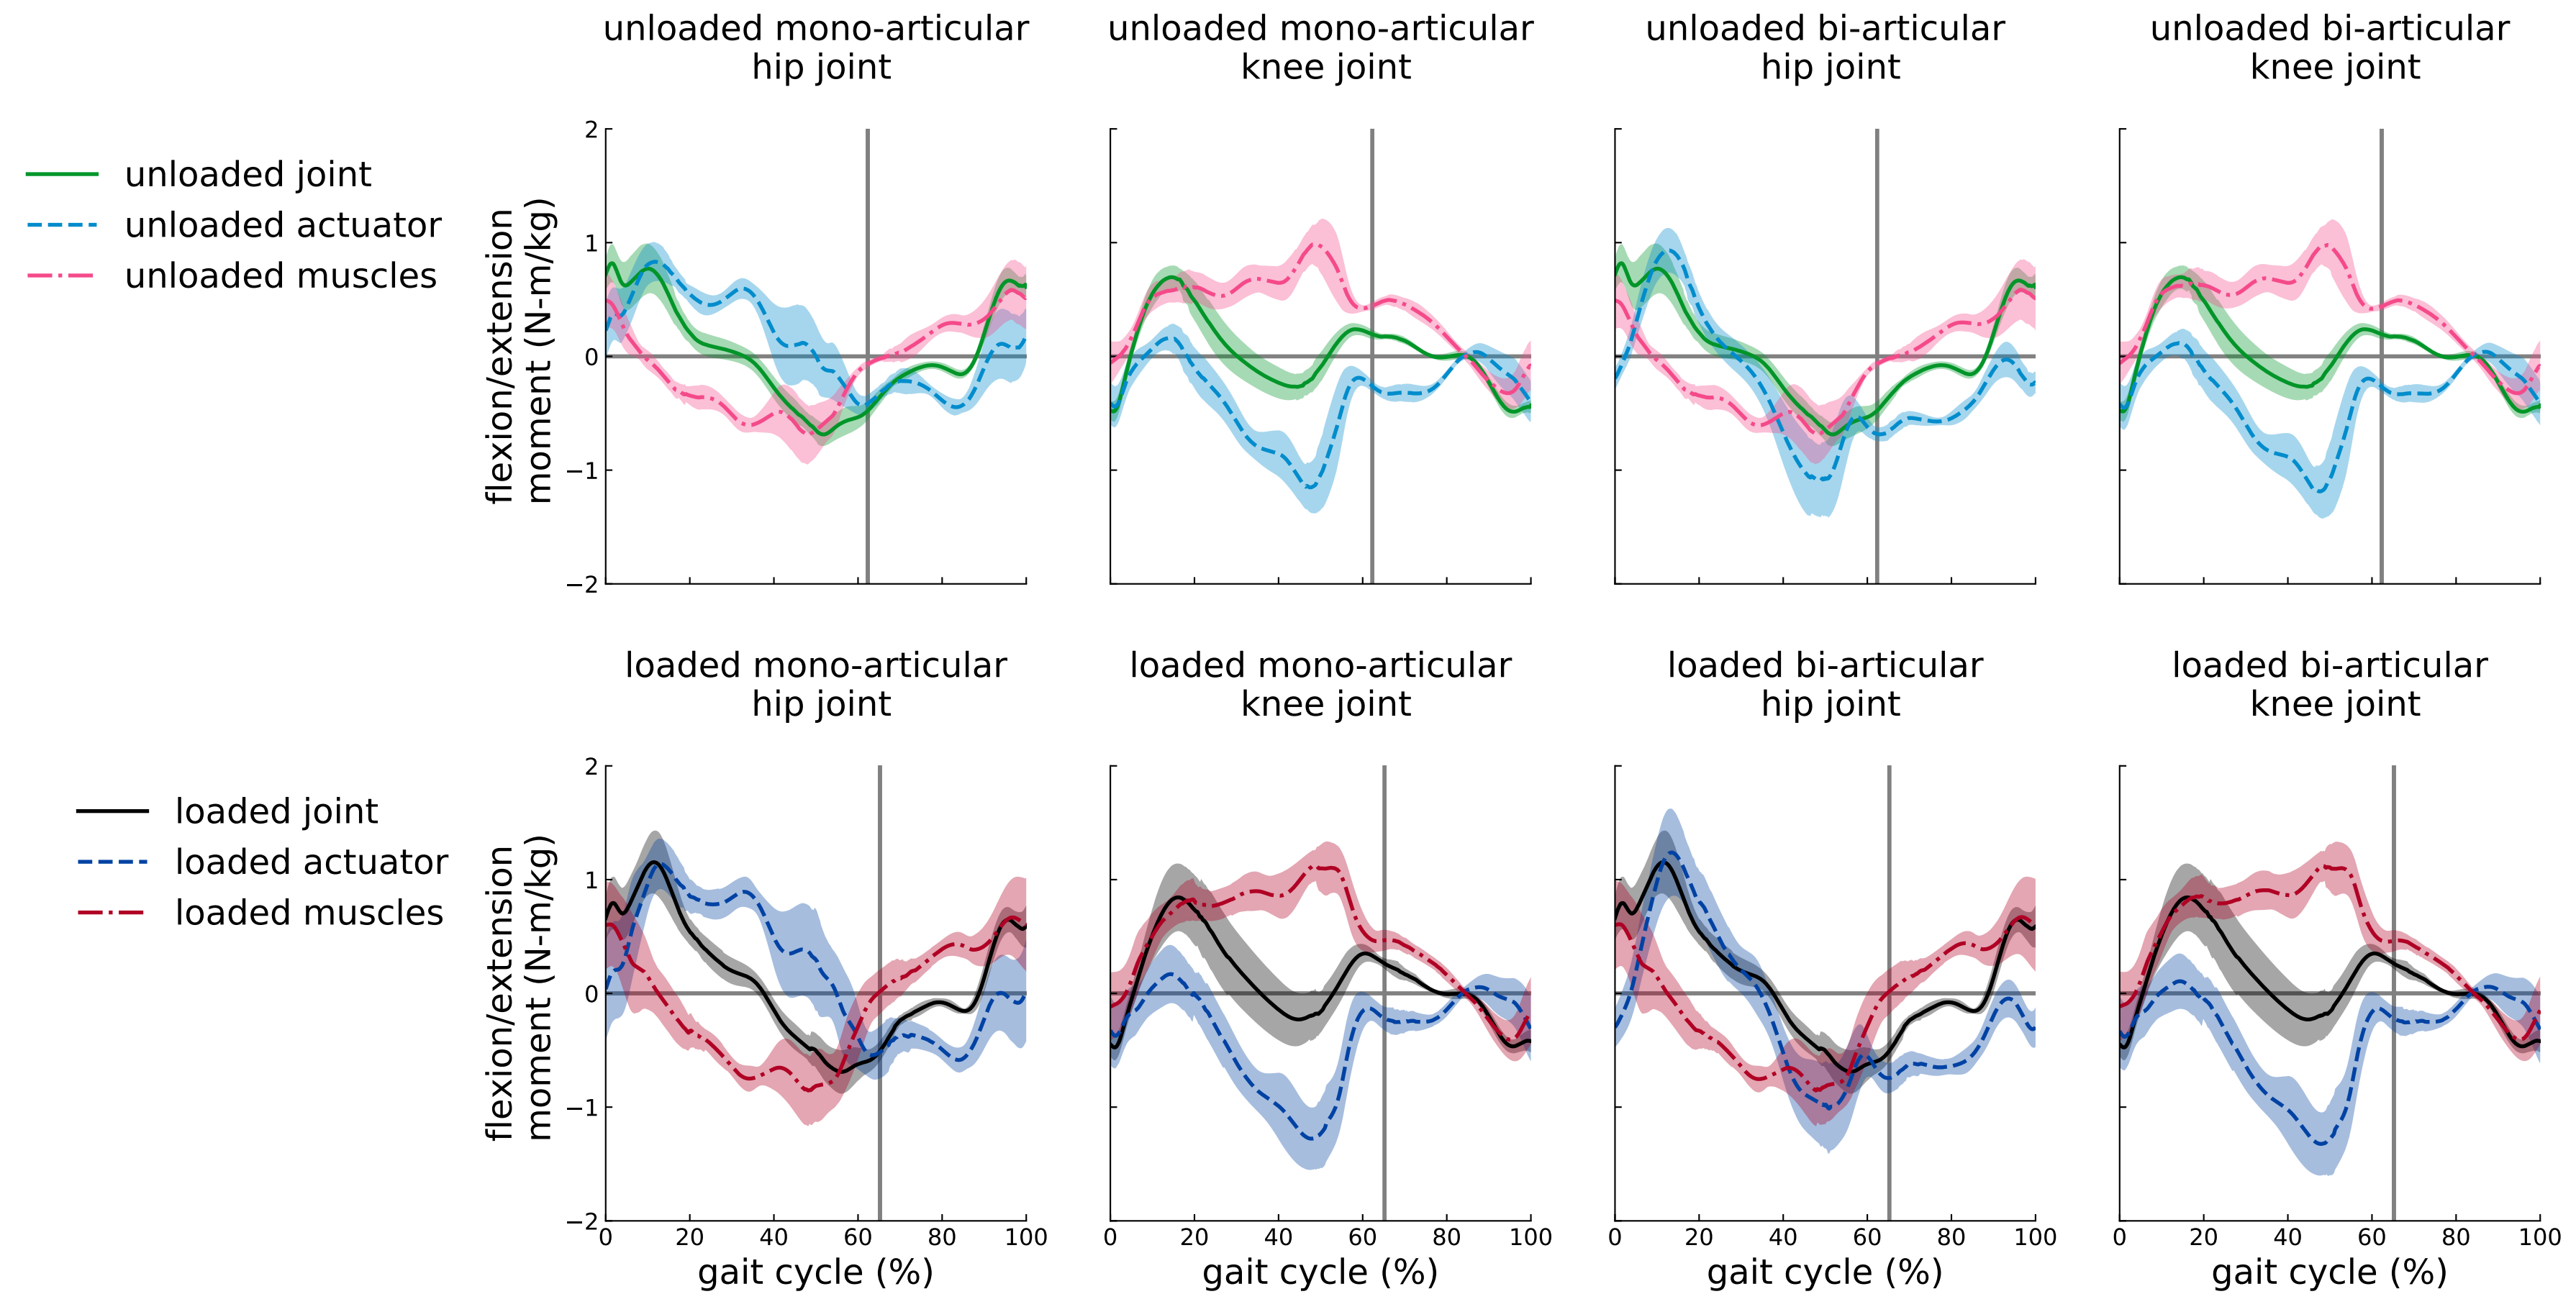 unloaded mono-articular
hip joint
unloaded mono-articular
knee joint
unloaded bi-articular
hip joint
unloaded bi-articular
knee joint
unloaded joint
unloaded actuator
unloaded muscles
flexion/extension
moment (N-m/kg)
2
1
0
−1
−2
loaded mono-articular
hip joint
loaded mono-articular
knee joint
loaded bi-articular
hip joint
loaded bi-articular
knee joint
loaded joint
loaded actuator
loaded muscles
flexion/extension
moment (N-m/kg)
2
1
0
−1
−2
0 20 40 60 80 100
0 20 40 60 80 100
0 20 40 60 80 100
0 20 40 60 80 100
gait cycle (%)
gait cycle (%)
gait cycle (%)
gait cycle (%)